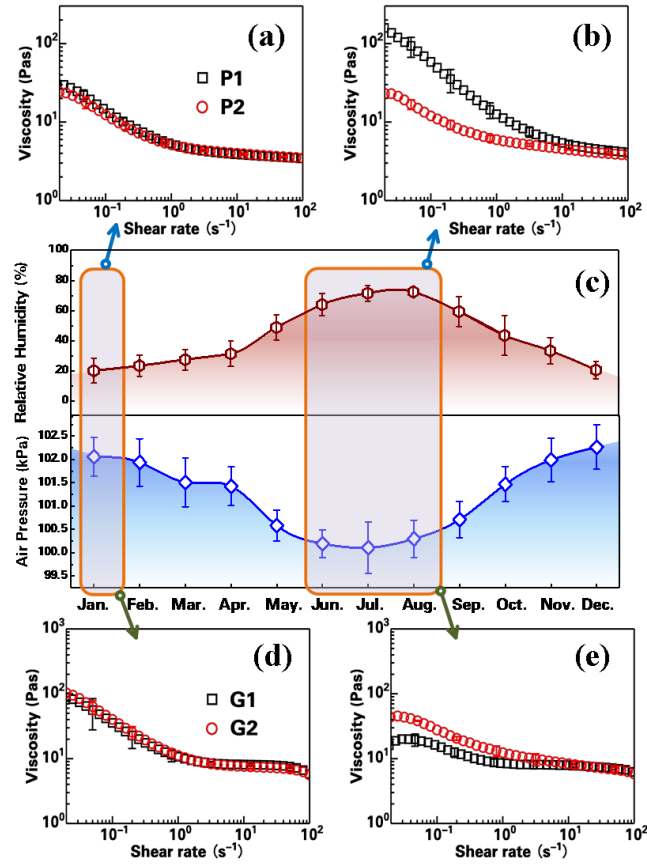 (a)
(b)
Viscosity (Pas)
10²
10¹
10⁰
P1
P2
10⁻¹ 10⁰ 10¹ 10²
Shear rate (s⁻¹)
Viscosity (Pas)
10²
10¹
10⁰
10⁻¹ 10⁰ 10¹ 10²
Shear rate (s⁻¹)
(c)
Relative Humidity (%)
100
80
60
40
20
0
Air Pressure (kPa)
102.5
102.0
101.5
101.0
100.5
100.0
99.5
Jan. Feb. Mar. Apr. May. Jun. Jul. Aug. Sep. Oct. Nov. Dec.
(d)
(e)
Viscosity (Pas)
10³
10²
10¹
10⁰
G1
G2
10⁻¹ 10⁰ 10¹ 10²
Shear rate (s⁻¹)
Viscosity (Pas)
10³
10²
10¹
10⁰
10⁻¹ 10⁰ 10¹ 10²
Shear rate (s⁻¹)